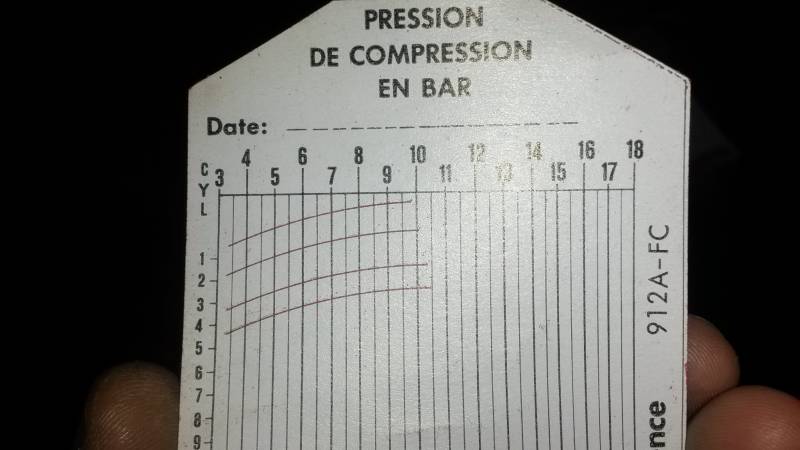 PRESSION
DE COMPRESSION
EN BAR
Date:
4 6 8 10 12 14 16 18
CYL 3 5 7 9 11 13 15 17
1
2
3
4
5
6
7
8
9
912A-FC
nce